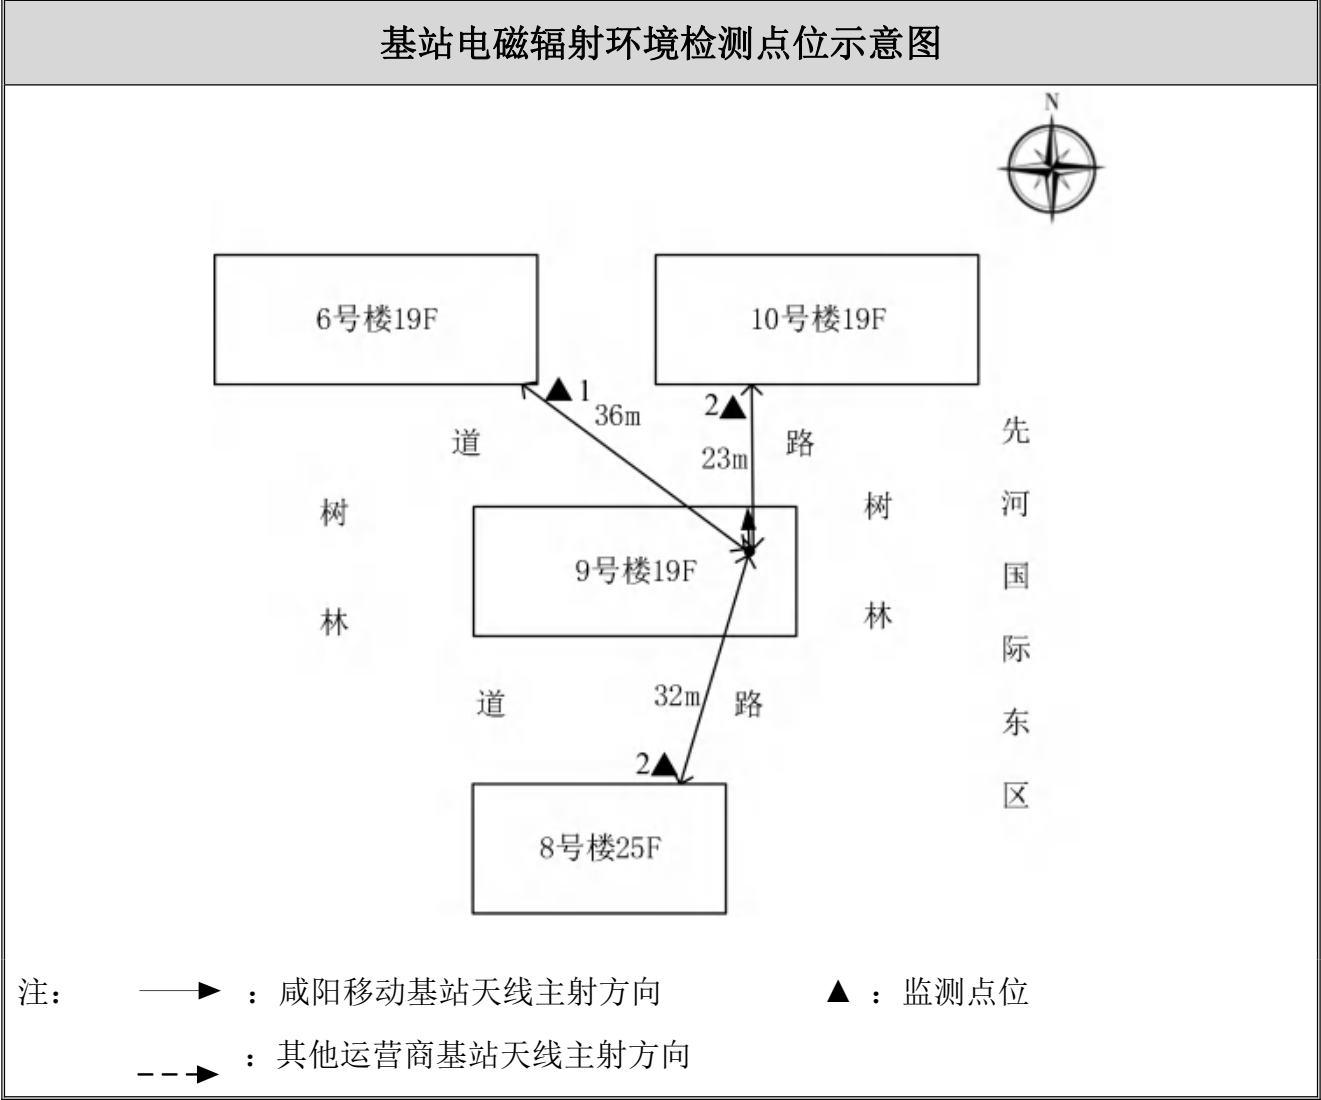 基站电磁辐射环境检测点位示意图
N
6号楼19F
10号楼19F
▲1
36m
2▲
23m
道
路
树
林
树
林
先河国际东区
9号楼19F
32m
道
路
2▲
8号楼25F
注：
：咸阳移动基站天线主射方向
▲：监测点位
：其他运营商基站天线主射方向